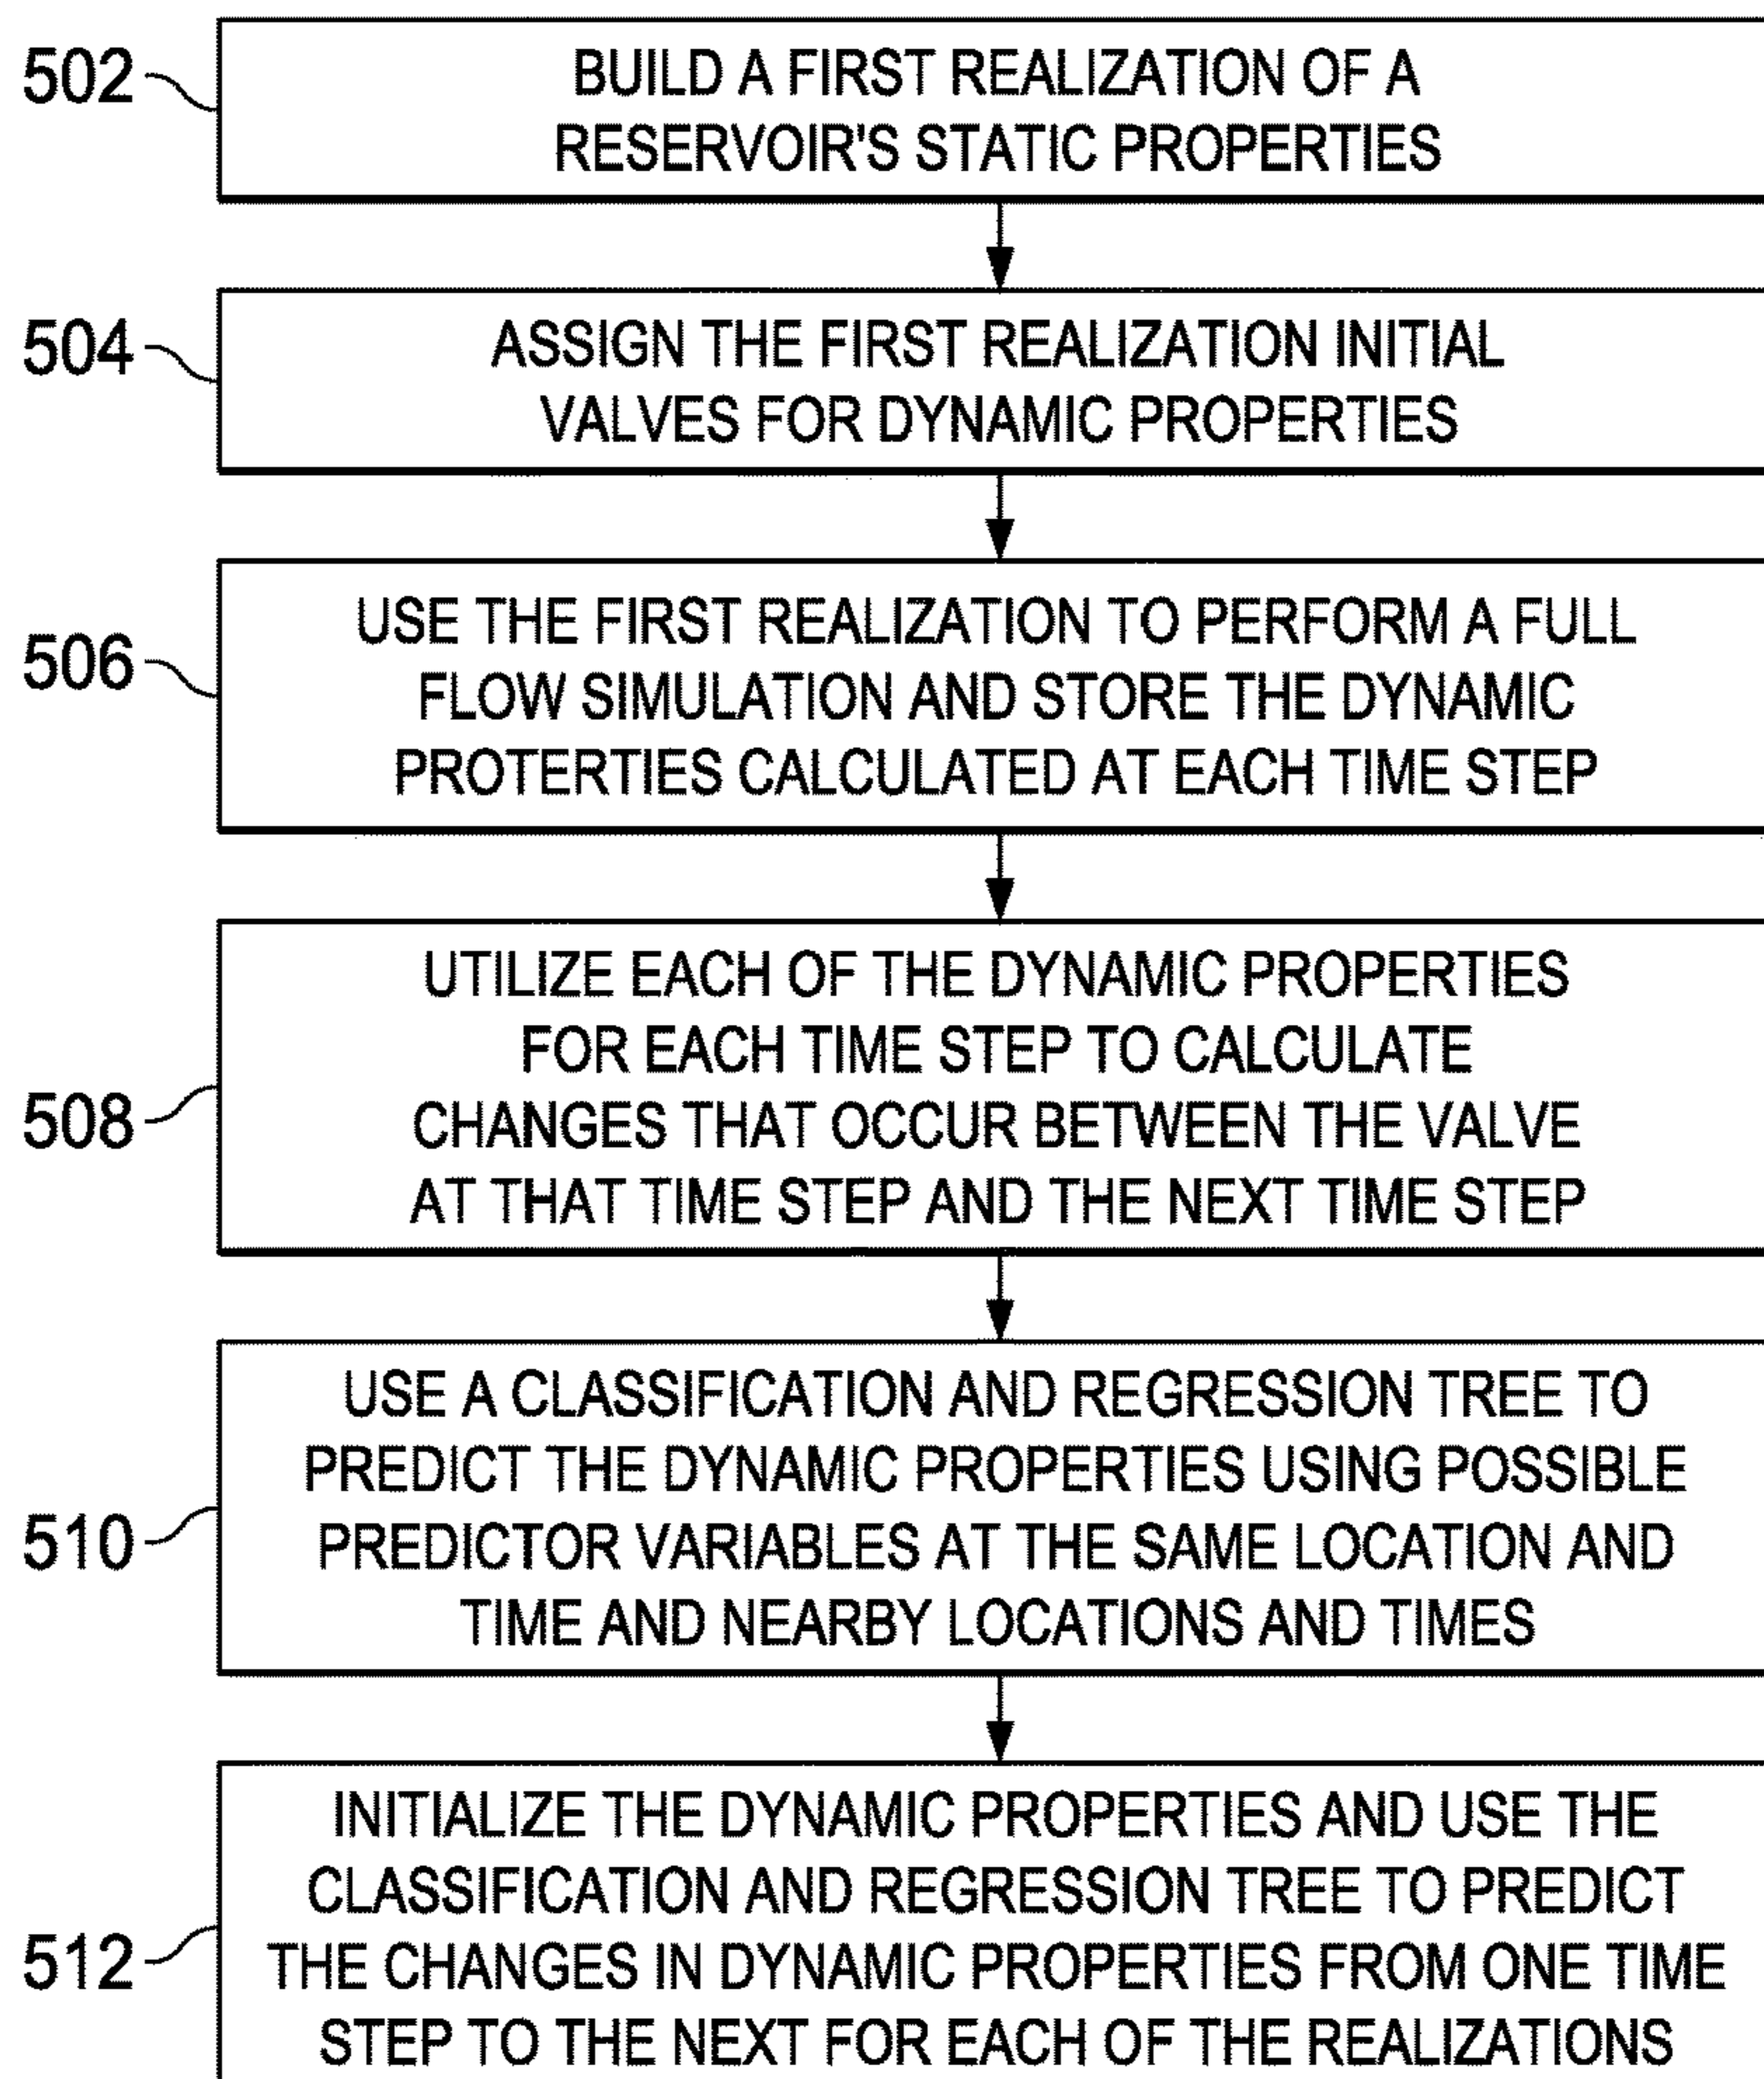 502
BUILD A FIRST REALIZATION OF A
RESERVOIR'S STATIC PROPERTIES
504
ASSIGN THE FIRST REALIZATION INITIAL
VALVES FOR DYNAMIC PROPERTIES
506
USE THE FIRST REALIZATION TO PERFORM A FULL
FLOW SIMULATION AND STORE THE DYNAMIC
PROTERTIES CALCULATED AT EACH TIME STEP
508
UTILIZE EACH OF THE DYNAMIC PROPERTIES
FOR EACH TIME STEP TO CALCULATE
CHANGES THAT OCCUR BETWEEN THE VALVE
AT THAT TIME STEP AND THE NEXT TIME STEP
510
USE A CLASSIFICATION AND REGRESSION TREE TO
PREDICT THE DYNAMIC PROPERTIES USING POSSIBLE
PREDICTOR VARIABLES AT THE SAME LOCATION AND
TIME AND NEARBY LOCATIONS AND TIMES
512
INITIALIZE THE DYNAMIC PROPERTIES AND USE THE
CLASSIFICATION AND REGRESSION TREE TO PREDICT
THE CHANGES IN DYNAMIC PROPERTIES FROM ONE TIME
STEP TO THE NEXT FOR EACH OF THE REALIZATIONS